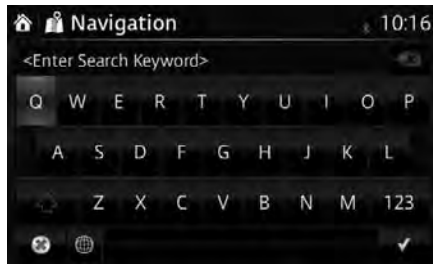 Navigation 10:16
<Enter Search Keyword>
Q W E R T Y U I O P
A S D F G H J K L
Z X C V B N M 123